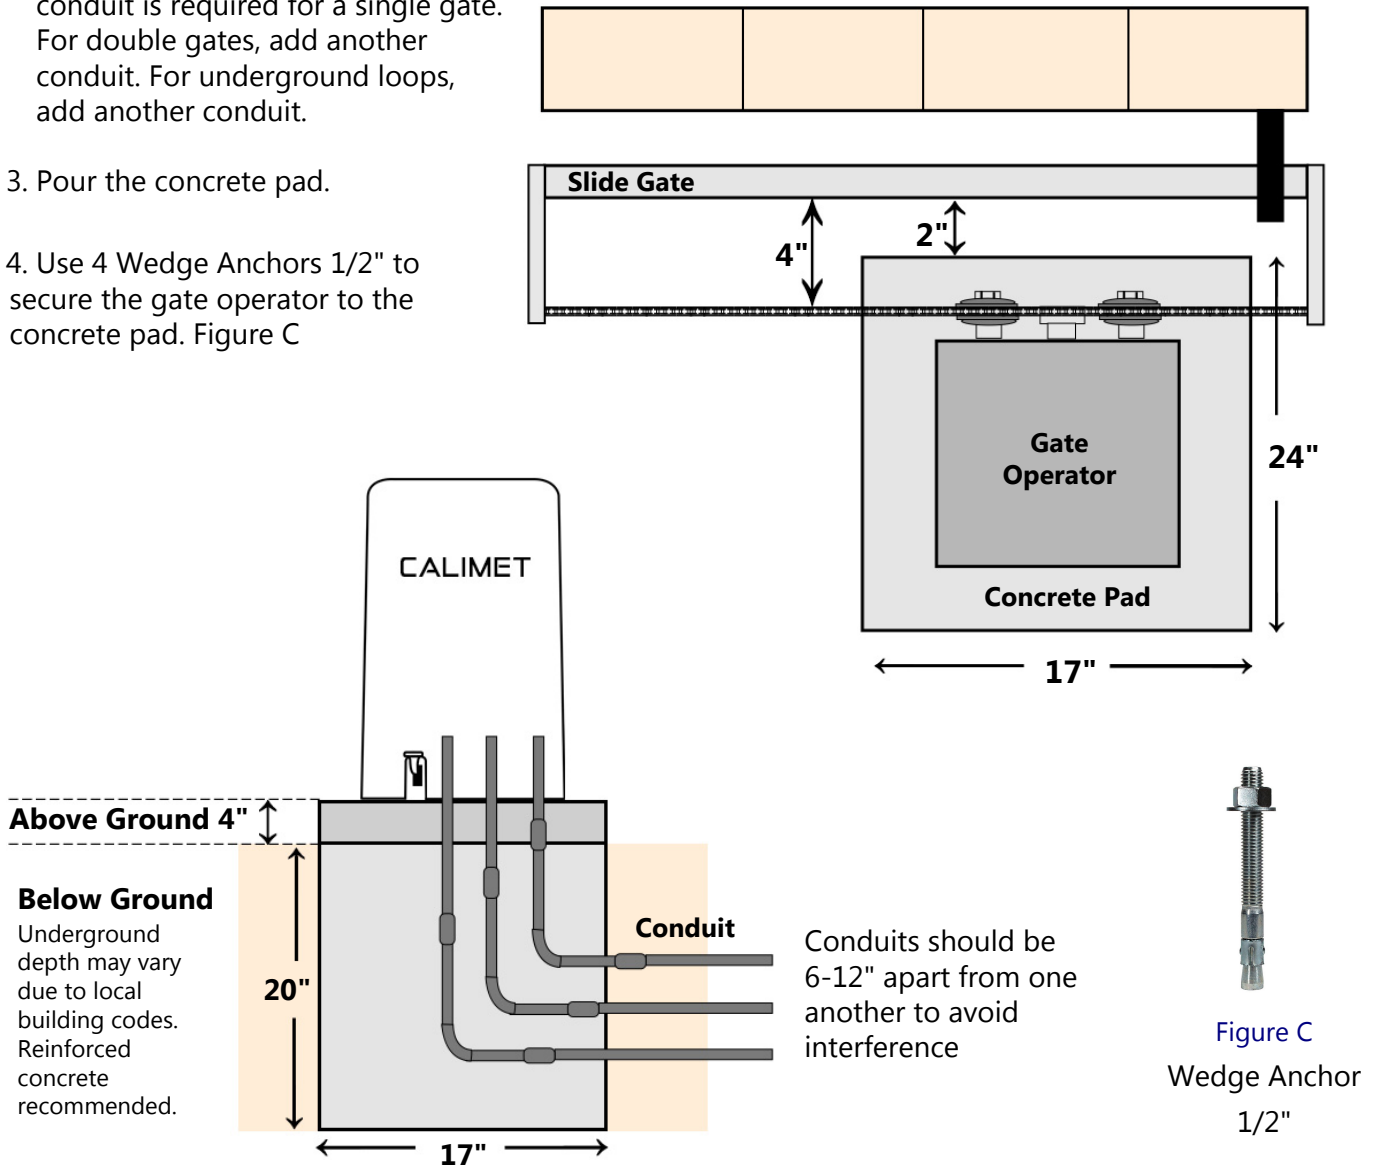 conduit is required for a single gate.
For double gates, add another
conduit. For underground loops,
add another conduit.
3. Pour the concrete pad.
4. Use 4 Wedge Anchors 1/2" to
secure the gate operator to the
concrete pad. Figure C
Slide Gate
4"
2"
Gate
Operator
24"
Concrete Pad
17"
CALIMET
Above Ground 4"
Below Ground
Underground
depth may vary
due to local
building codes.
Reinforced
concrete
recommended.
20"
Conduit
17"
Conduits should be
6-12" apart from one
another to avoid
interference
Figure C
Wedge Anchor
1/2"